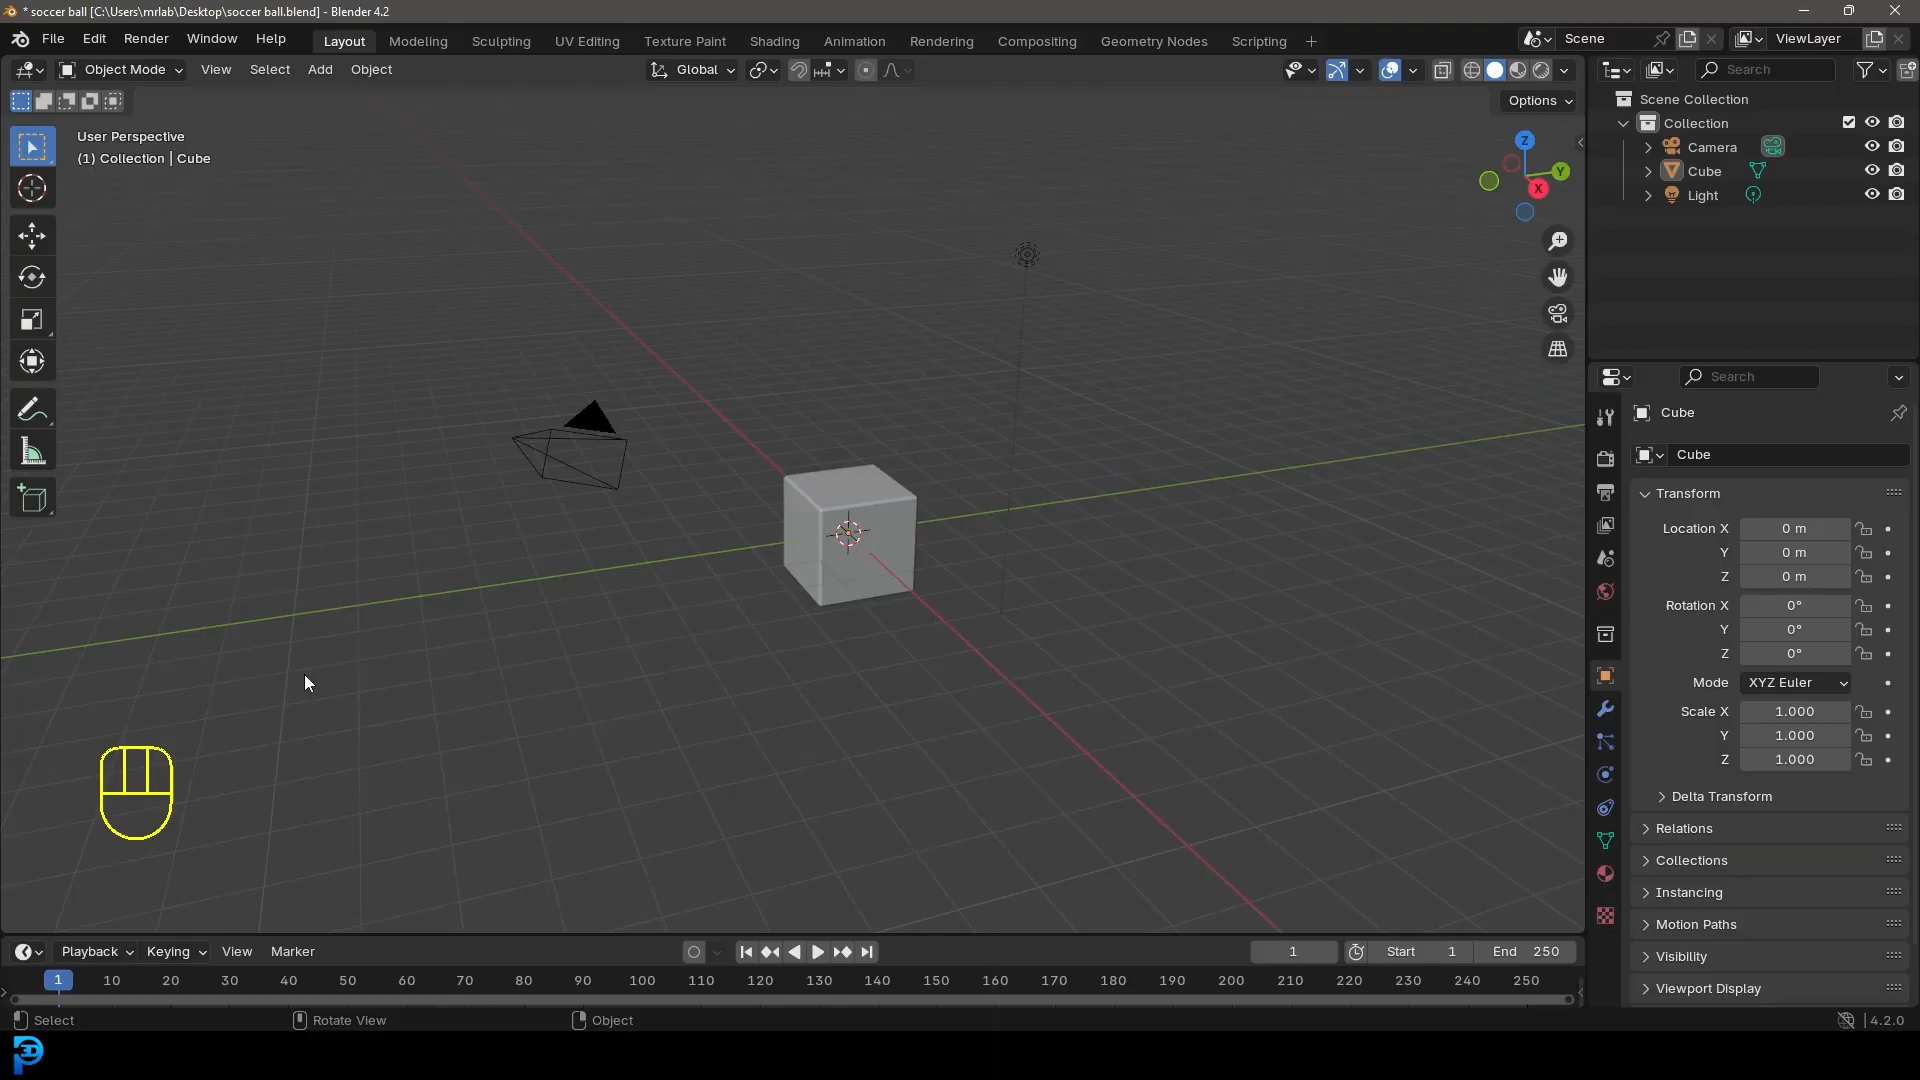 * soccer ball [C:\Users\mrlab\Desktop\soccer ball.blend] - Blender 4.2
File Edit Render Window Help Layout Modeling Sculpting UV Editing Texture Paint Shading Animation Rendering Compositing Geometry Nodes Scripting + Scene ViewLayer
Object Mode View Select Add Object Global Search
Options
User Perspective
(1) Collection | Cube
Z
Y
X
Scene Collection
Collection
Camera
Cube
Light
Search
Cube
Cube
Transform
Location X 0 m
Y 0 m
Z 0 m
Rotation X 0°
Y 0°
Z 0°
Mode XYZ Euler
Scale X 1.000
Y 1.000
Z 1.000
Delta Transform
Relations
Collections
Instancing
Motion Paths
Visibility
Viewport Display
Playback Keying View Marker 1 Start 1 End 250
1 10 20 30 40 50 60 70 80 90 100 110 120 130 140 150 160 170 180 190 200 210 220 230 240 250
Select Rotate View Object 4.2.0